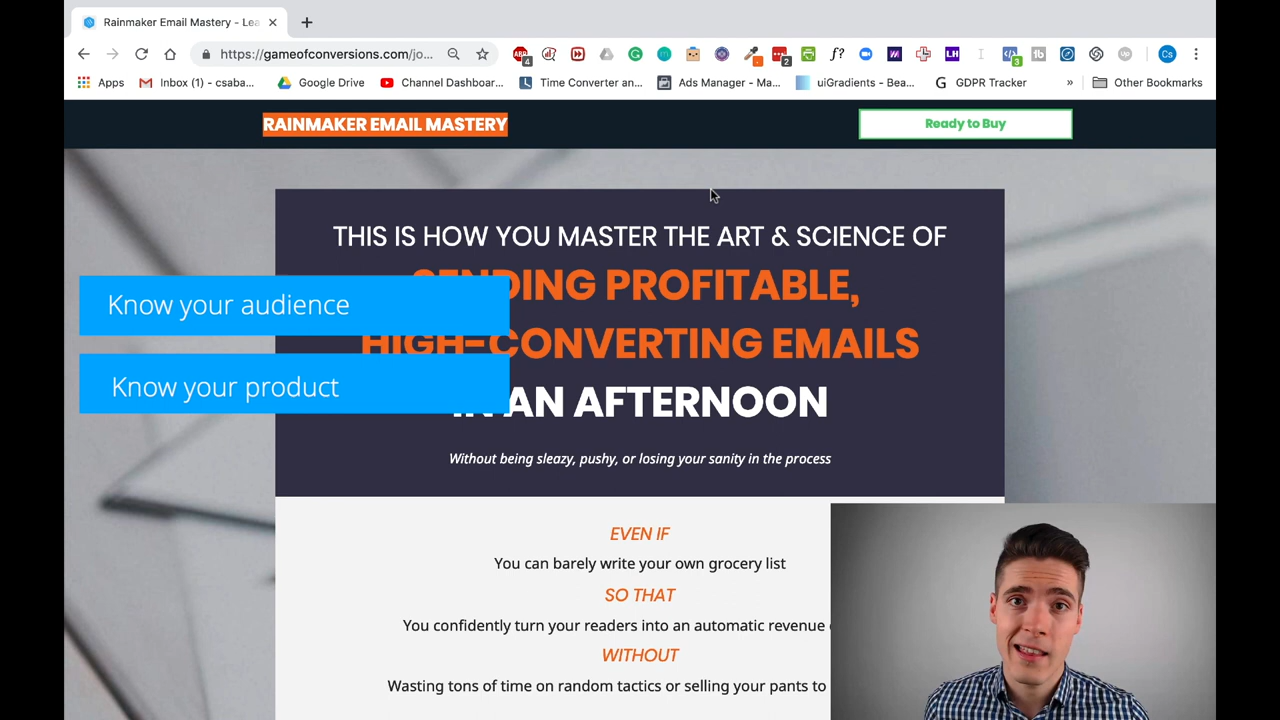 Rainmaker Email Mastery - Lea
https://gameofconversions.com/jo...
Apps
Inbox (1) - csaba...
Google Drive
Channel Dashboar...
Time Converter an...
Ads Manager - Ma...
uiGradients - Bea...
GDPR Tracker
»
Other Bookmarks
RAINMAKER EMAIL MASTERY
Ready to Buy
THIS IS HOW YOU MASTER THE ART & SCIENCE OF
SENDING PROFITABLE,
HIGH-CONVERTING EMAILS
IN AN AFTERNOON
Know your audience
Know your product
Without being sleazy, pushy, or losing your sanity in the process
EVEN IF
You can barely write your own grocery list
SO THAT
You confidently turn your readers into an automatic revenue
WITHOUT
Wasting tons of time on random tactics or selling your pants to